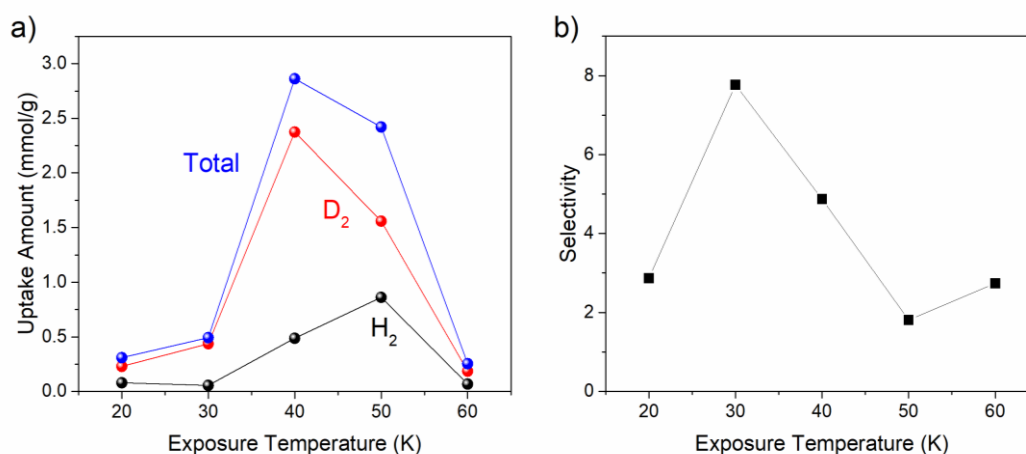 a)
Uptake Amount (mmol/g)
3.0
2.5
2.0
1.5
1.0
0.5
0.0
Total
D₂
H₂
20 30 40 50 60
Exposure Temperature (K)
b)
Selectivity
8
6
4
2
0
20 30 40 50 60
Exposure Temperature (K)